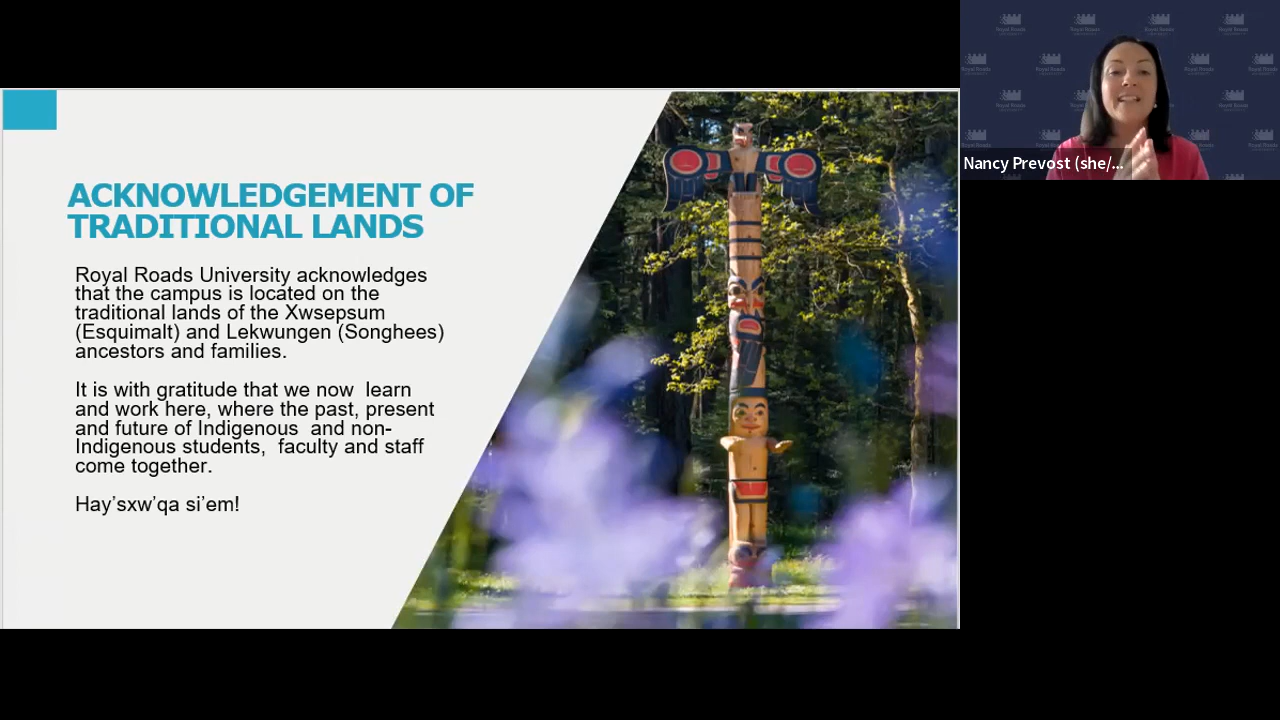 ACKNOWLEDGEMENT OF
TRADITIONAL LANDS
Royal Roads University acknowledges
that the campus is located on the
traditional lands of the Xwsepsum
(Esquimalt) and Lekwungen (Songhees)
ancestors and families.
It is with gratitude that we now learn
and work here, where the past, present
and future of Indigenous and non-
Indigenous students, faculty and staff
come together.
Hay’sxw’qa si’em!
Royal Roads
Nancy Prevost (she/...